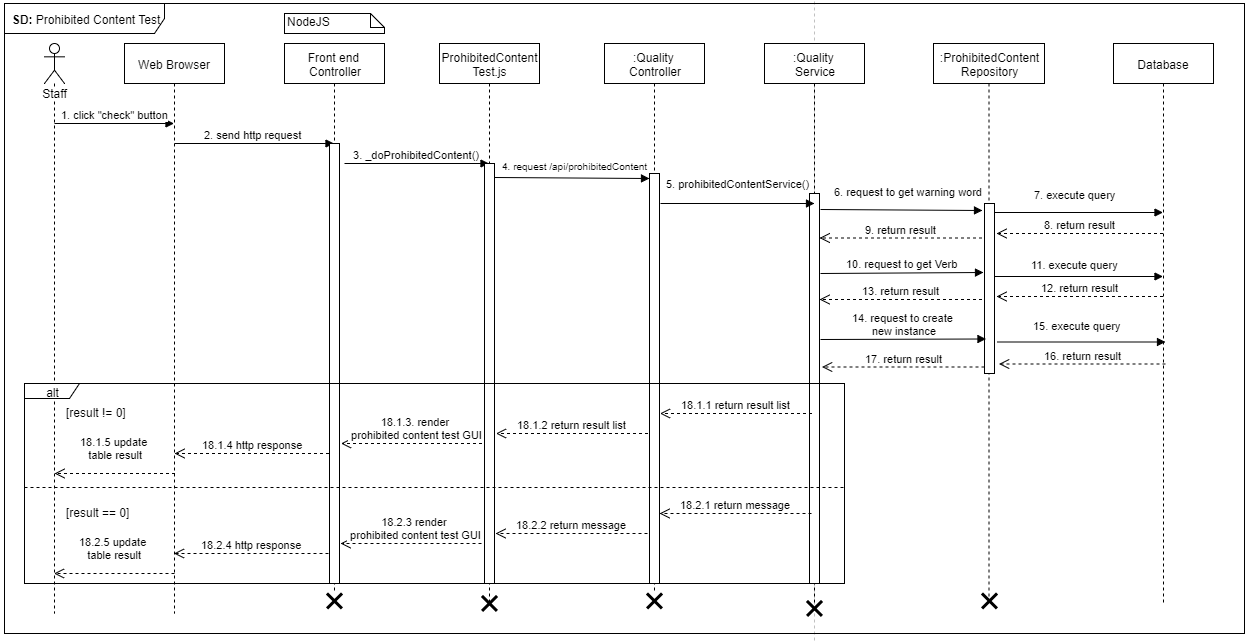 SD: Prohibited Content Test
NodeJS
Staff
Web Browser
Front end
Controller
ProhibitedContent
Test.js
:Quality
Controller
:Quality
Service
:ProhibitedContent
Repository
Database
1. click "check" button
2. send http request
3. _doProhibitedContent()
4. request /api/prohibitedContent
5. prohibitedContentService()
6. request to get warning word
7. execute query
8. return result
9. return result
10. request to get Verb
11. execute query
12. return result
13. return result
14. request to create
new instance
15. execute query
16. return result
17. return result
alt
[result != 0]
18.1.1 return result list
18.1.2 return result list
18.1.3. render
prohibited content test GUI
18.1.4 http response
18.1.5 update
table result
[result == 0]
18.2.1 return message
18.2.2 return message
18.2.3 render
prohibited content test GUI
18.2.4 http response
18.2.5 update
table result